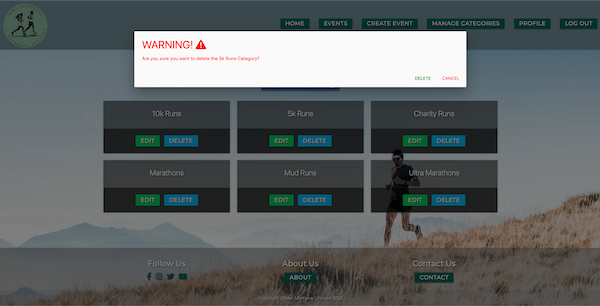 HOME EVENTS CREATE EVENT MANAGE CATEGORIES PROFILE LOG OUT
WARNING!
Are you sure you want to delete the 5k Runs Category?
DELETE CANCEL
10k Runs 5k Runs Charity Runs
EDIT DELETE EDIT DELETE EDIT DELETE
Marathons Mud Runs Ultra Marathons
EDIT DELETE EDIT DELETE EDIT DELETE
Follow Us About Us Contact Us
ABOUT CONTACT